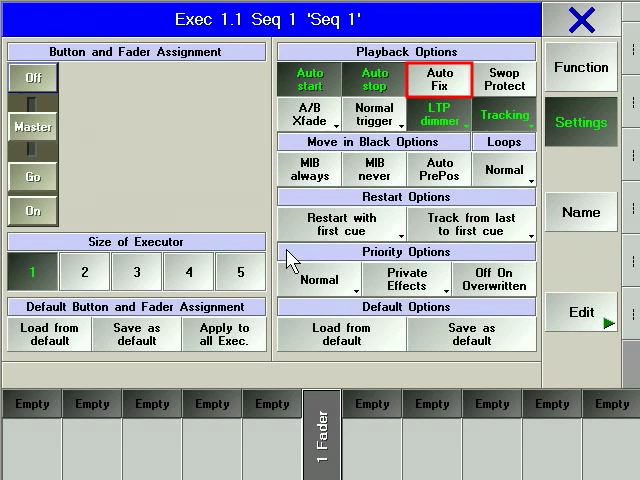 Exec 1.1 Seq 1 'Seq 1'
Button and Fader Assignment
Off
Master
Go
On
Size of Executor
1 2 3 4 5
Default Button and Fader Assignment
Load from
default
Save as
default
Apply to
all Exec.
Playback Options
Auto
start
Auto
stop
Auto
Fix
Swop
Protect
A/B
Xfade
Normal
trigger
LTP
dimmer
Tracking
Move in Black Options
Loops
MIB
always
MIB
never
Auto
PrePos
Normal
Restart Options
Restart with
first cue
Track from last
to first cue
Priority Options
Normal
Private
Effects
Off On
Overwritten
Default Options
Load from
default
Save as
default
Function
Settings
Name
Edit
Empty Empty Empty Empty Empty
1 Fader
Empty Empty Empty Empty Empty Empty